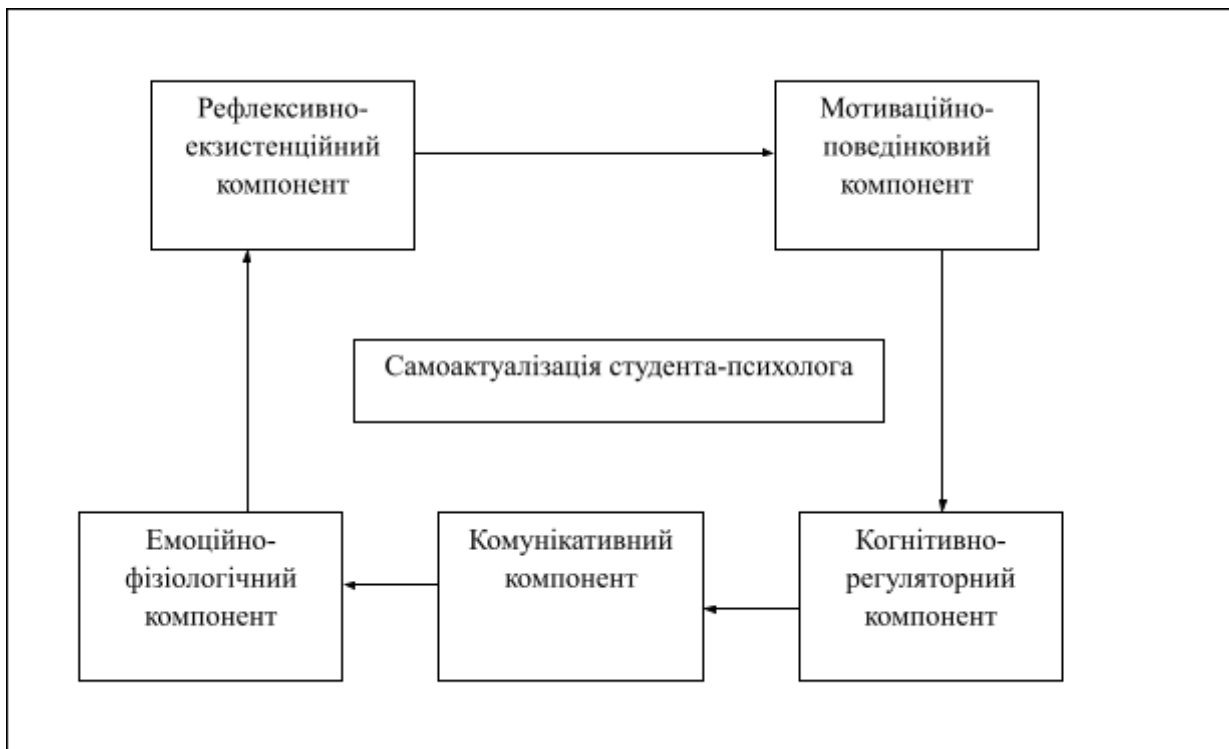 Рефлексивно-
екзистенційний
компонент
Мотиваційно-
поведінковий
компонент
Самоактуалізація студента-психолога
Емоційно-
фізіологічний
компонент
Комунікативний
компонент
Когнітивно-
регуляторний
компонент